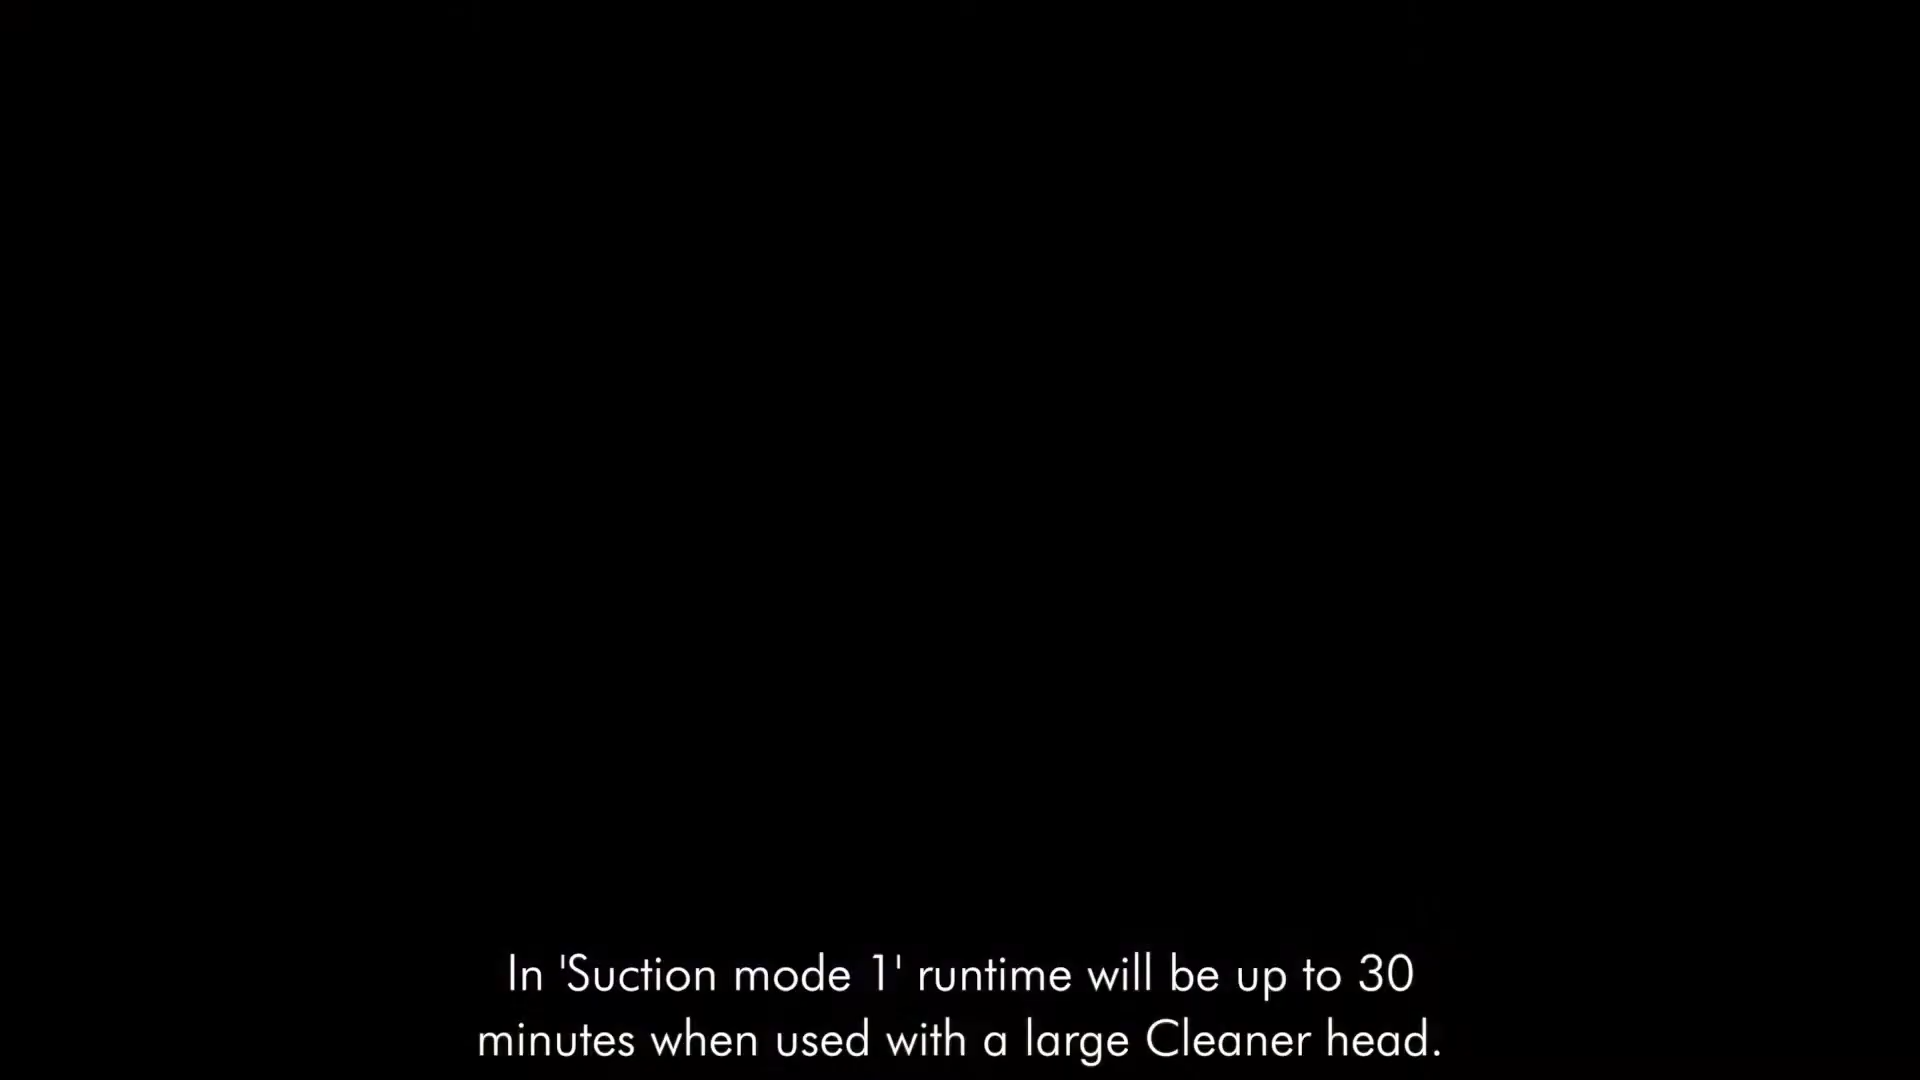 In 'Suction mode 1' runtime will be up to 30
minutes when used with a large Cleaner head.